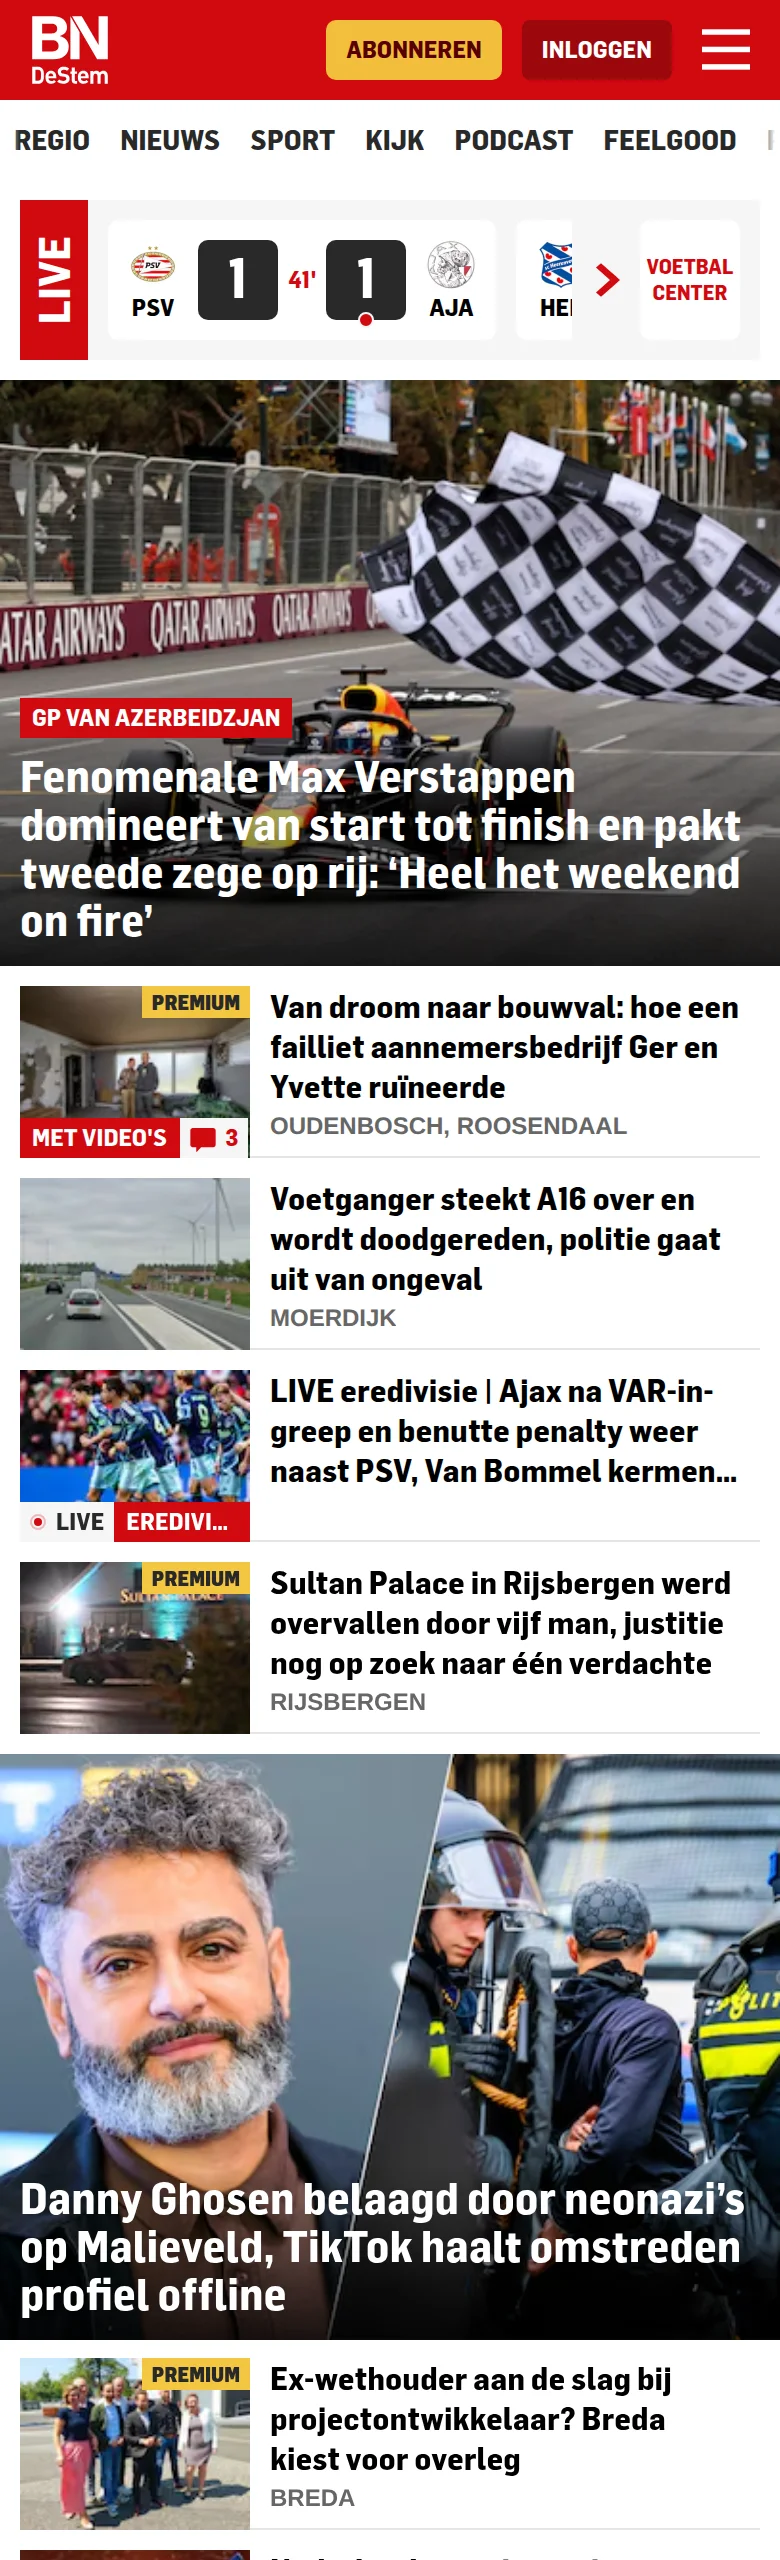 BN
DeStem
ABONNEREN
INLOGGEN
REGIO NIEUWS SPORT KIJK PODCAST FEELGOOD
LIVE
PSV
1
41'
1
AJA
HE
VOETBAL
CENTER
QATAR AIRWAYS
QATAR AIRWAYS
GP VAN AZERBEIDZJAN
Fenomenale Max Verstappen
domineert van start tot finish en pakt
tweede zege op rij: ‘Heel het weekend
on fire’
PREMIUM
MET VIDEO'S
3
Van droom naar bouwval: hoe een
failliet aannemersbedrijf Ger en
Yvette ruïneerde
OUDENBOSCH, ROOSENDAAL
Voetganger steekt A16 over en
wordt doodgereden, politie gaat
uit van ongeval
MOERDIJK
LIVE
EREDIVI...
LIVE eredivisie | Ajax na VAR-in-
greep en benutte penalty weer
naast PSV, Van Bommel kermen...
PREMIUM
SULTAN PALACE
Sultan Palace in Rijsbergen werd
overvallen door vijf man, justitie
nog op zoek naar één verdachte
RIJSBERGEN
Danny Ghosen belaagd door neonazi’s
op Malieveld, TikTok haalt omstreden
profiel offline
PREMIUM
Ex-wethouder aan de slag bij
projectontwikkelaar? Breda
kiest voor overleg
BREDA